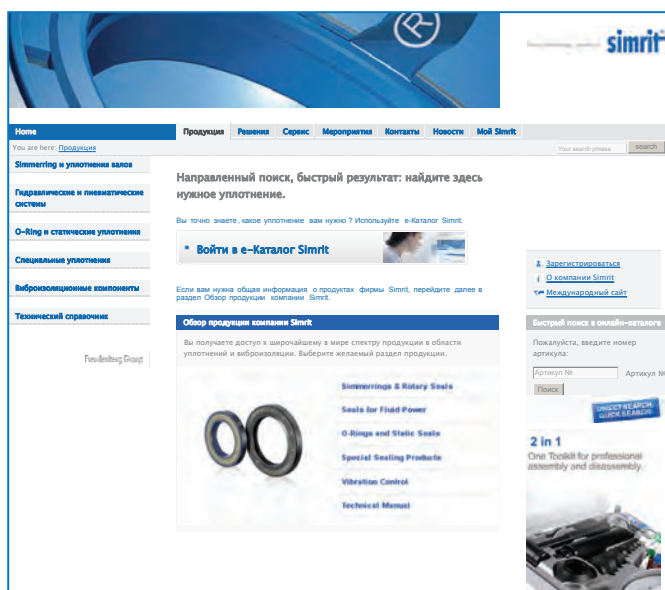 ®
simrit
Home
Продукция
Решения
Сервис
Мероприятия
Контакты
Новости
Мой Simrit
You are here: Продукция
Your search phrase
search
Simmerring и уплотнения валов
Гидравлические и пневматические
системы
O-Ring и статические уплотнения
Специальные уплотнения
Виброизоляционные компоненты
Технический справочник
Freudenberg Group
Направленный поиск, быстрый результат: найдите здесь
нужное уплотнение.
Вы точно знаете, какое уплотнение вам нужно ? Используйте е-Каталог Simrit.
Войти в е-Каталог Simrit
Если вам нужна общая информация о продуктах фирмы Simrit, перейдите далее в
раздел Обзор продукции компании Simrit.
Обзор продукции компании Simrit
Вы получаете доступ к широчайшему в мире спектру продукции в области
уплотнений и виброизоляции. Выберите желаемый раздел продукции.
Simmerrings & Rotary Seals
Seals for Fluid Power
O-Rings and Static Seals
Special Sealing Products
Vibration Control
Technical Manual
Зарегистрироваться
О компании Simrit
Международный сайт
Быстрый поиск в онлайн-каталоге
Пожалуйста, введите номер
артикула:
Артикул №
Артикул №
Поиск
DIRECT SEARCH,
QUICK SEARCH!
2 in 1
One Toolkit for professional
assembly and disassembly.